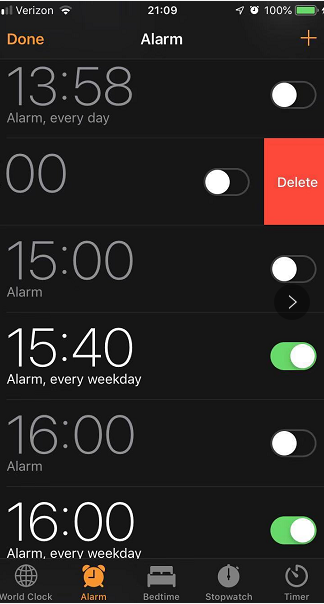 Verizon 21:09 100%
Done Alarm +
13:58
Alarm, every day
00 Delete
15:00
Alarm
15:40
Alarm, every weekday
16:00
Alarm
16:00
Alarm, every weekday
World Clock Alarm Bedtime Stopwatch Timer